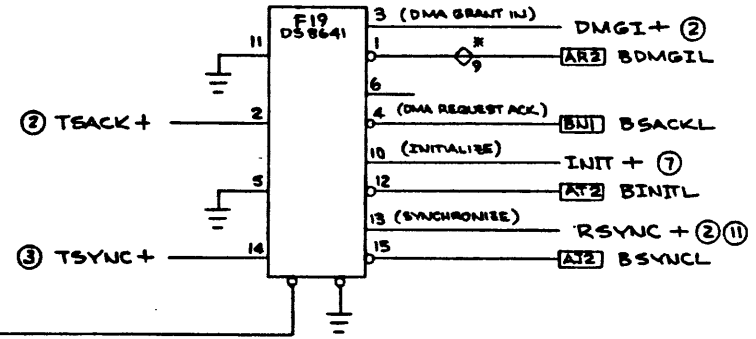 F19
DS8641
3 (DMA GRANT IN) DMGI+ ②
11
1 * 9 AR2 BDMGIL
6
② TSACK+ 2
4 (DMA REQUEST ACK.) BN1 BSACKL
10 (INITIALIZE) INIT + ⑦
5
12 AT2 BINITL
13 (SYNCHRONIZE) RSYNC + ② ⑪
③ TSYNC+ 14
15 AJ2 BSYNCL